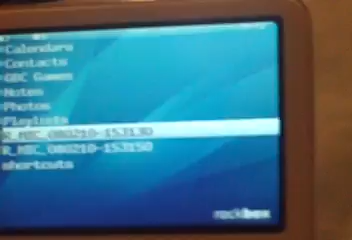 Calendars
Contacts
GBC Games
Notes
Photos
Playlists
R_MIC_080210-153130
R_MIC_080210-153150
shortcuts
rockbox